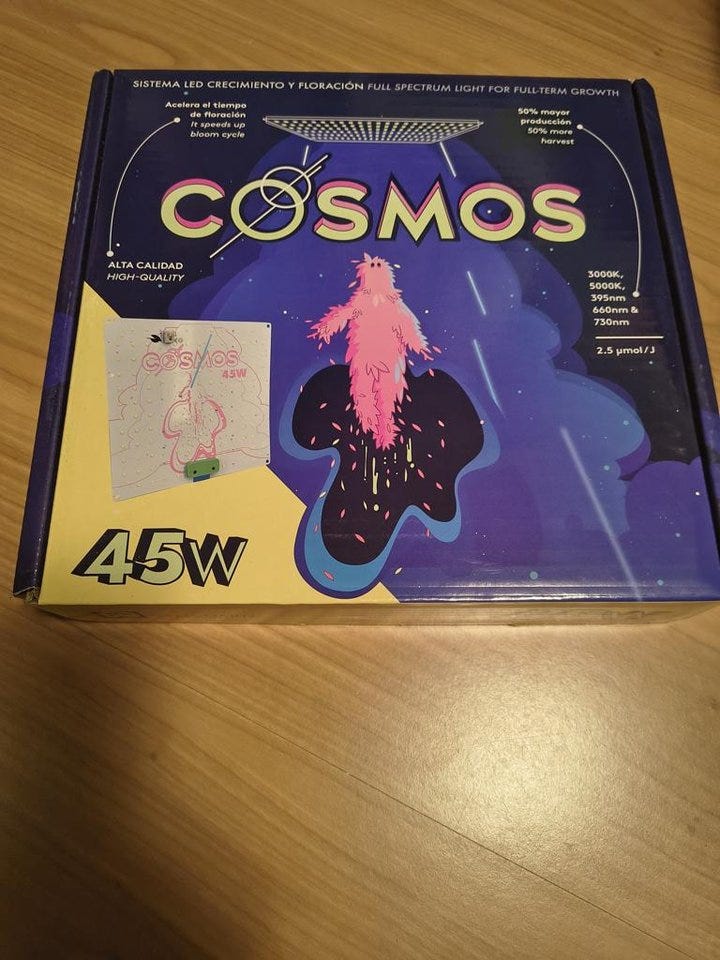 SISTEMA LED CRECIMIENTO Y FLORACIÓN FULL SPECTRUM LIGHT FOR FULL-TERM GROWTH
Acelera el tiempo
de floración
It speeds up
bloom cycle
50% mayor
producción
50% more
harvest
COSMOS
ALTA CALIDAD
HIGH-QUALITY
3000K,
5000K,
395nm
660nm &
730nm
2.5 µmol/J
COSMOS
45W
45W